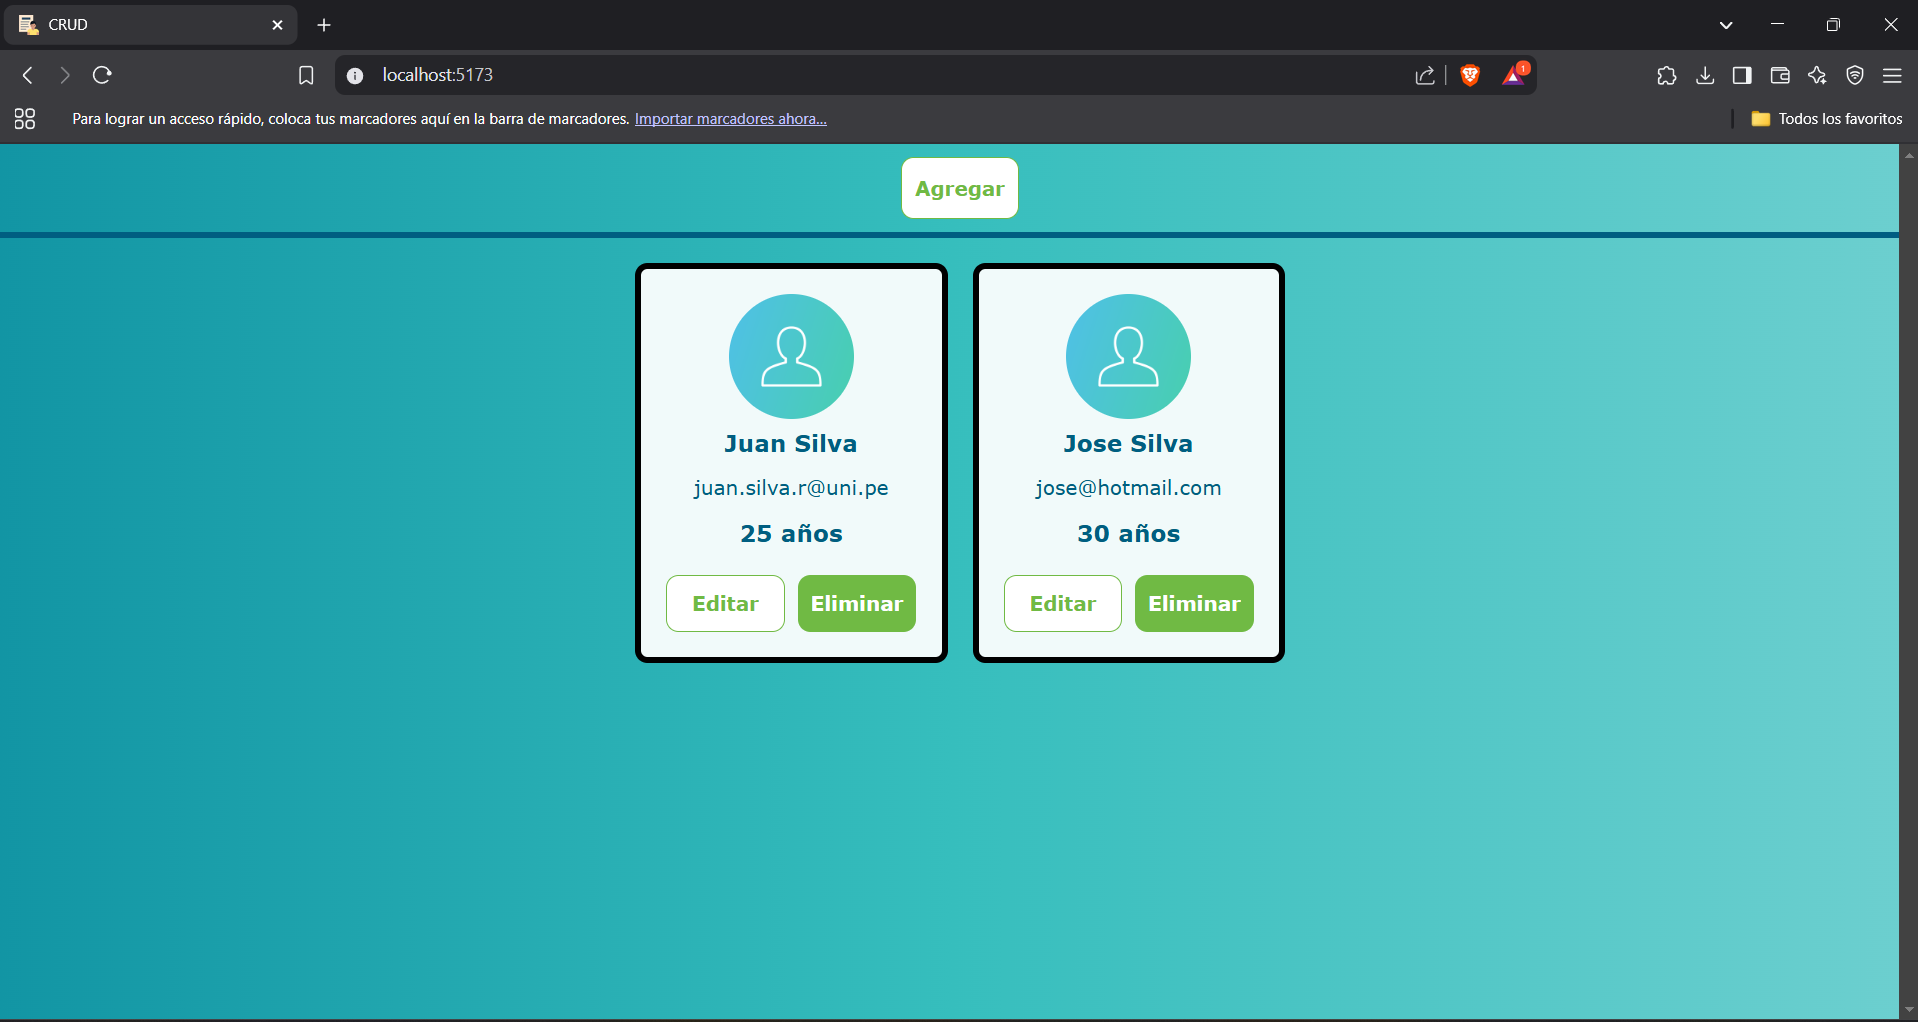 CRUD
localhost:5173
1
Para lograr un acceso rápido, coloca tus marcadores aquí en la barra de marcadores. Importar marcadores ahora...
Todos los favoritos
Agregar
Juan Silva
juan.silva.r@uni.pe
25 años
Editar
Eliminar
Jose Silva
jose@hotmail.com
30 años
Editar
Eliminar